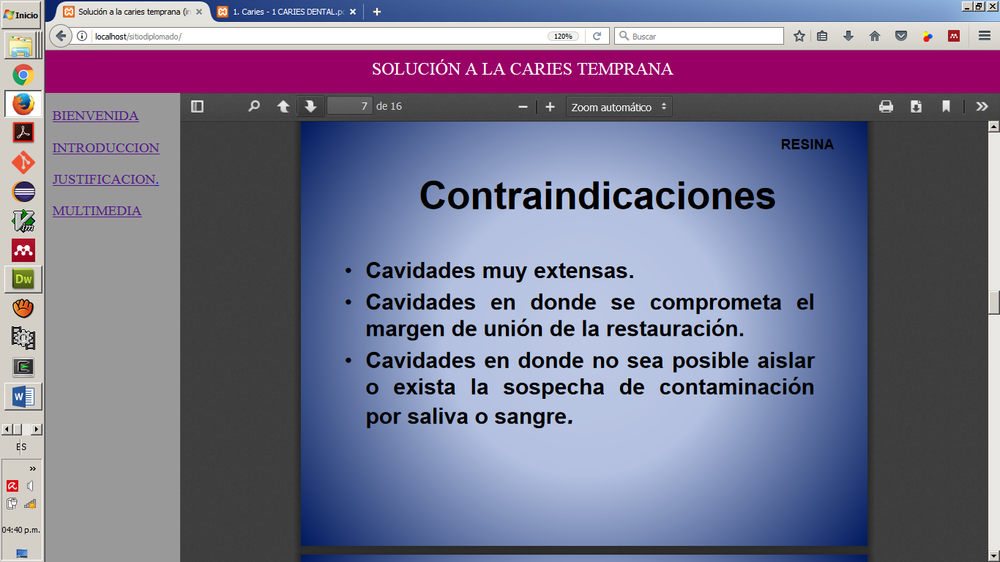 Inicio
Solución a la caries temprana (in
1. Caries - 1 CARIES DENTAL.pc
localhost/sitiodiplomado/
120%
Buscar
SOLUCIÓN A LA CARIES TEMPRANA
BIENVENIDA
INTRODUCCION
JUSTIFICACION.
MULTIMEDIA
7 de 16
Zoom automático
RESINA
Contraindicaciones
• Cavidades muy extensas.
• Cavidades en donde se comprometa el
margen de unión de la restauración.
• Cavidades en donde no sea posible aislar
o exista la sospecha de contaminación
por saliva o sangre.
Dw
W
ES
04:40 p.m.